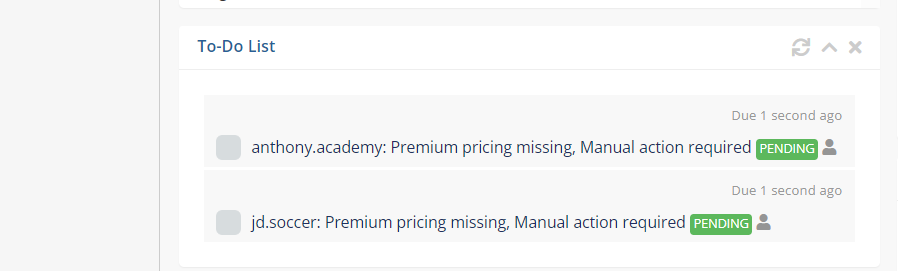 To-Do List
Due 1 second ago
anthony.academy: Premium pricing missing, Manual action required PENDING
Due 1 second ago
jd.soccer: Premium pricing missing, Manual action required PENDING